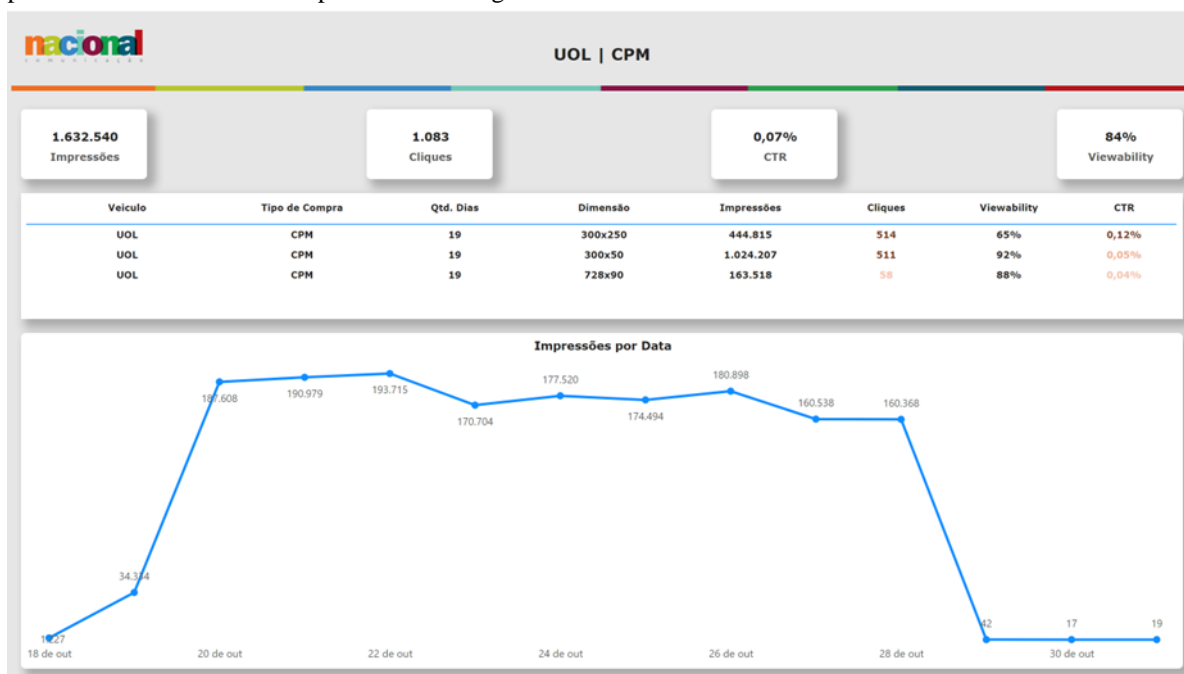 nacional
comunicação
UOL | CPM
1.632.540
Impressões
1.083
Cliques
0,07%
CTR
84%
Viewability
Veiculo Tipo de Compra Qtd. Dias Dimensão Impressões Cliques Viewability CTR
UOL CPM 19 300x250 444.815 514 65% 0,12%
UOL CPM 19 300x50 1.024.207 511 92% 0,05%
UOL CPM 19 728x90 163.518 58 88% 0,04%
Impressões por Data
187.608 190.979 193.715 170.704 177.520 174.494 180.898 160.538 160.368
42 17 19
18 de out 20 de out 22 de out 24 de out 26 de out 28 de out 30 de out